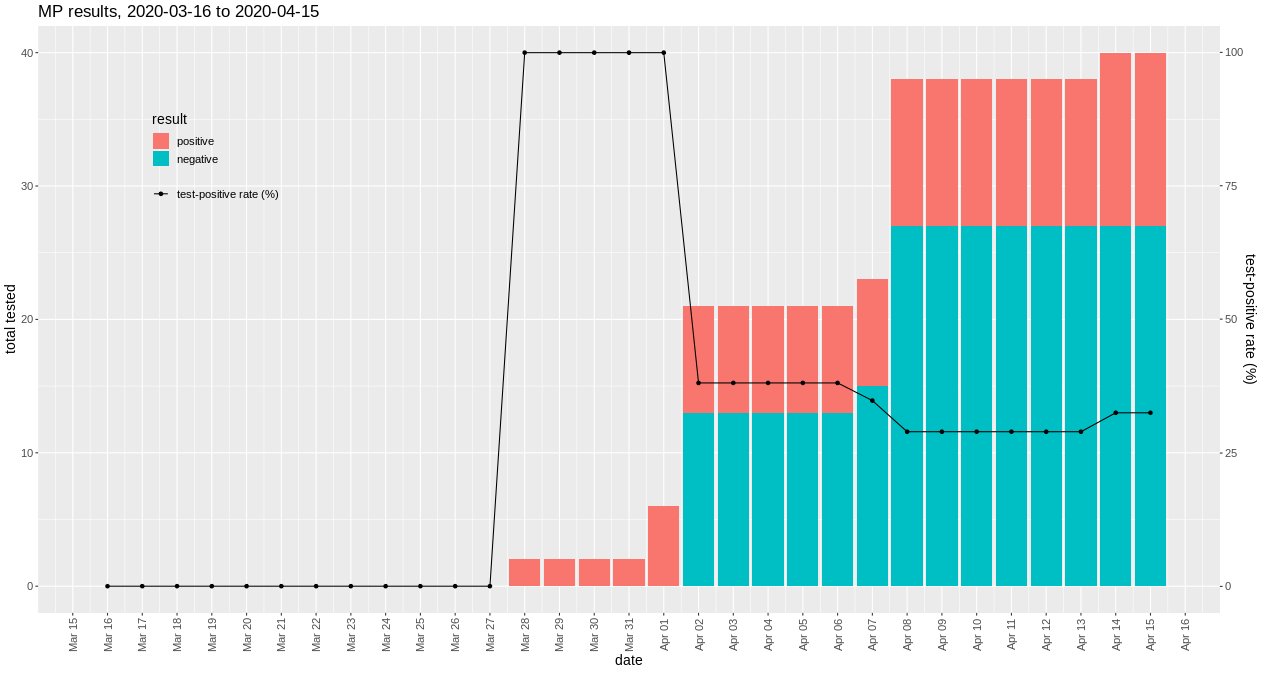 MP results, 2020-03-16 to 2020-04-15
total tested
40
30
20
10
0
result
positive
negative
test-positive rate (%)
100
75
50
25
0
test-positive rate (%)
Mar 15
Mar 16
Mar 17
Mar 18
Mar 19
Mar 20
Mar 21
Mar 22
Mar 23
Mar 24
Mar 25
Mar 26
Mar 27
Mar 28
Mar 29
Mar 30
Mar 31
Apr 01
Apr 02
Apr 03
Apr 04
Apr 05
Apr 06
Apr 07
Apr 08
Apr 09
Apr 10
Apr 11
Apr 12
Apr 13
Apr 14
Apr 15
Apr 16
date